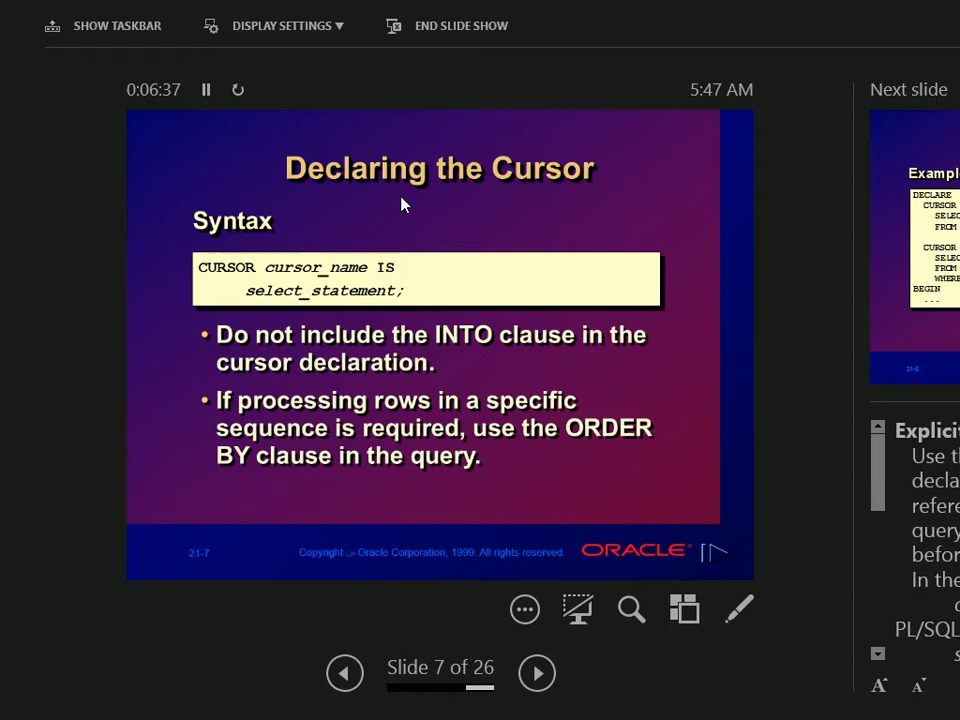 SHOW TASKBAR DISPLAY SETTINGS ▼ END SLIDE SHOW
0:06:37 5:47 AM
Declaring the Cursor
Syntax
CURSOR cursor_name IS
select_statement;
• Do not include the INTO clause in the
cursor declaration.
• If processing rows in a specific
sequence is required, use the ORDER
BY clause in the query.
21-7 Copyright س Oracle Corporation, 1999. All rights reserved. ORACLE®
Slide 7 of 26
Next slide
DECLARE
CURSOR
FROM
CURSOR
FROM
BEGIN
...
21-8
Use
In
PL/SQL
A A